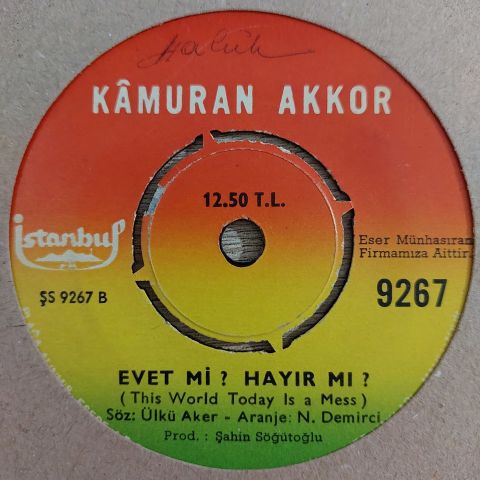 Haluk
KÂMURAN AKKOR
12.50 T.L.
istanbul
Eser Münhasıran
Firmamıza Aittir
ŞS 9267 B
9267
EVET Mİ ? HAYIR MI ?
(This World Today Is a Mess)
Söz: Ülkü Aker - Aranje: N. Demirci
Prod. : Şahin Söğütoğlu